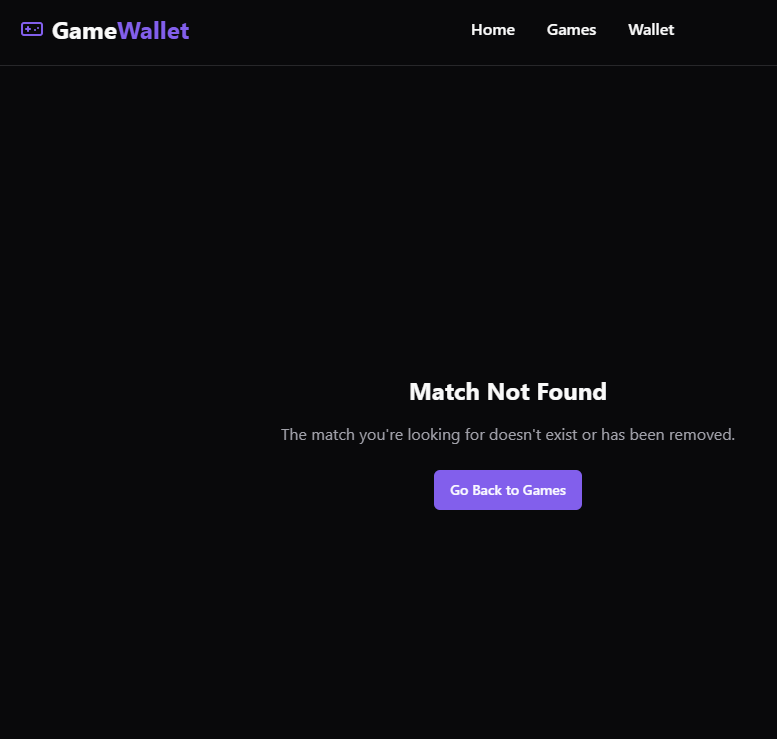 GameWallet
Home Games Wallet
Match Not Found
The match you're looking for doesn't exist or has been removed.
Go Back to Games